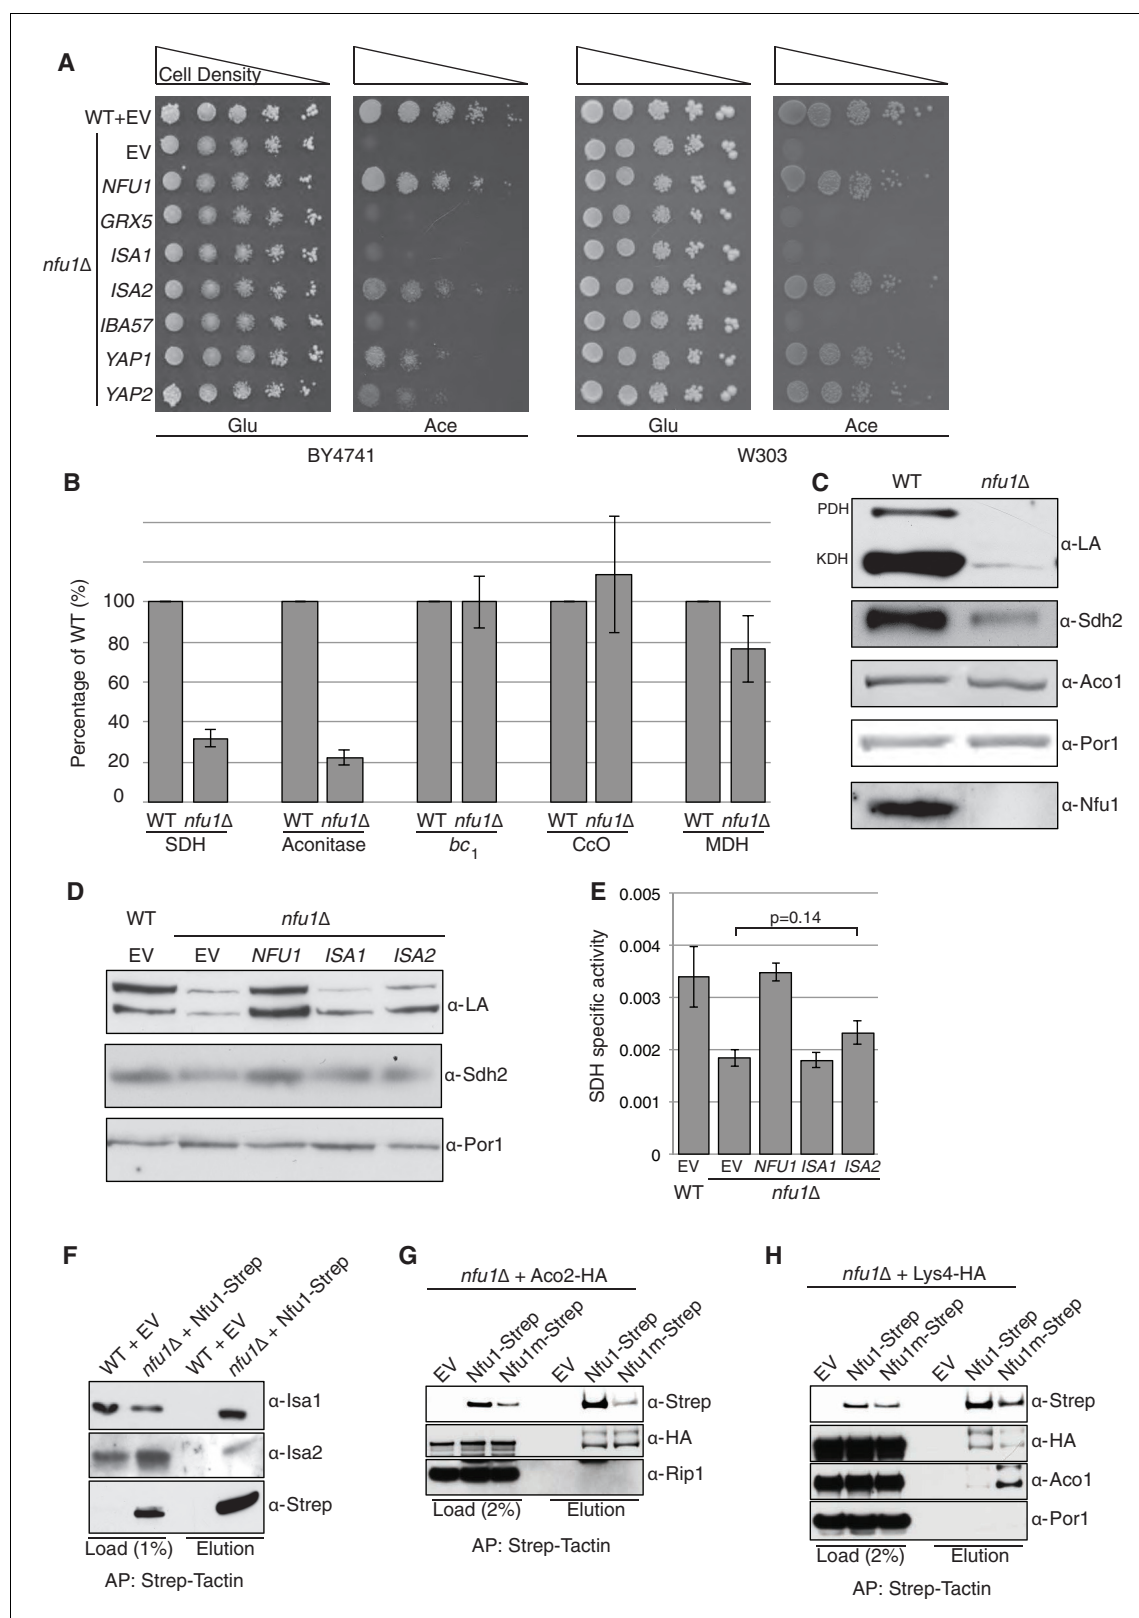 A
Cell Density
WT+EV
EV
NFU1
GRX5
ISA1
ISA2
IBA57
YAP1
YAP2
nfu1Δ
Glu
Ace
Glu
Ace
BY4741
W303
B
Percentage of WT (%)
100
80
60
40
20
0
WT nfu1Δ
WT nfu1Δ
WT nfu1Δ
WT nfu1Δ
WT nfu1Δ
SDH
Aconitase
bc1
CcO
MDH
C
WT
nfu1Δ
PDH
KDH
α-LA
α-Sdh2
α-Aco1
α-Por1
α-Nfu1
D
WT
nfu1Δ
EV
EV
NFU1
ISA1
ISA2
α-LA
α-Sdh2
α-Por1
E
SDH specific activity
0.005
0.004
0.003
0.002
0.001
0
p=0.14
EV
EV
NFU1
ISA1
ISA2
WT
nfu1Δ
F
WT + EV
nfu1Δ + Nfu1-Strep
WT + EV
nfu1Δ + Nfu1-Strep
α-Isa1
α-Isa2
α-Strep
Load (1%)
Elution
AP: Strep-Tactin
G
nfu1Δ + Aco2-HA
EV
Nfu1-Strep
Nfu1m-Strep
EV
Nfu1-Strep
Nfu1m-Strep
α-Strep
α-HA
α-Rip1
Load (2%)
Elution
AP: Strep-Tactin
H
nfu1Δ + Lys4-HA
EV
Nfu1-Strep
Nfu1m-Strep
EV
Nfu1-Strep
Nfu1m-Strep
α-Strep
α-HA
α-Aco1
α-Por1
Load (2%)
Elution
AP: Strep-Tactin